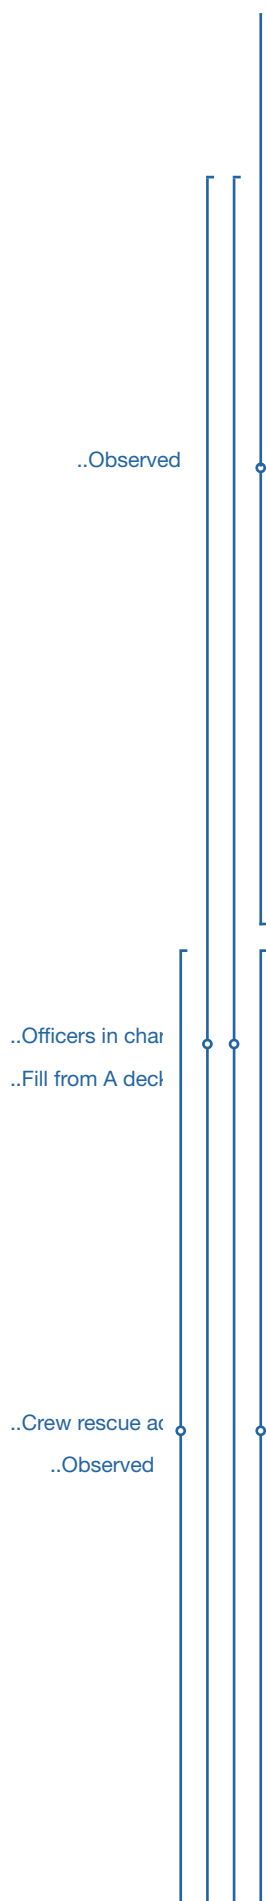 ..Observed
..Officers in char
..Fill from A deck
..Crew rescue ac
..Observed